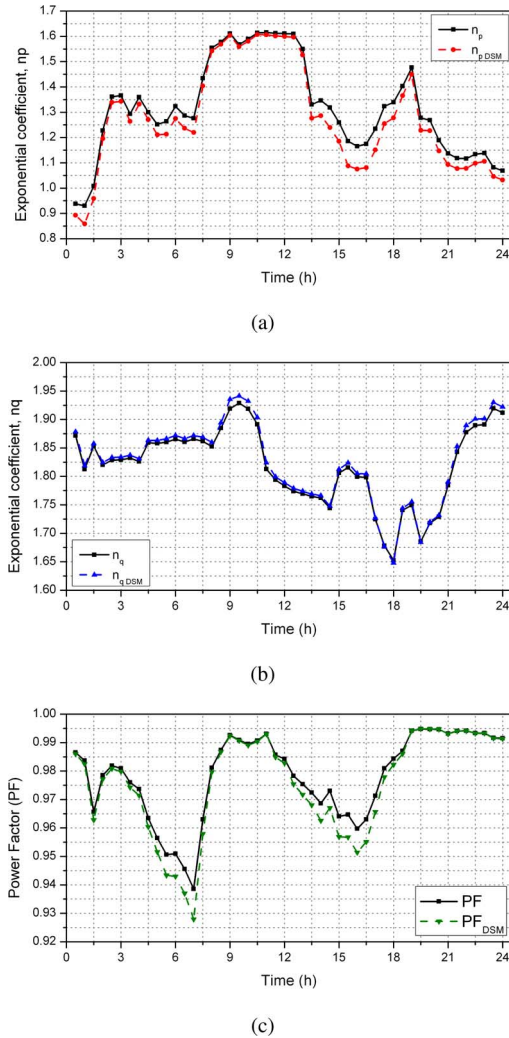 1.7
1.6
1.5
1.4
1.3
1.2
1.1
1.0
0.9
0.8
Exponential coefficient, np
n_p
n_p DSM
0 3 6 9 12 15 18 21 24
Time (h)
(a)
2.00
1.95
1.90
1.85
1.80
1.75
1.70
1.65
1.60
Exponential coefficient, nq
n_q
n_q DSM
0 3 6 9 12 15 18 21 24
Time (h)
(b)
1.00
0.99
0.98
0.97
0.96
0.95
0.94
0.93
0.92
Power Factor (PF)
PF
PF_DSM
0 3 6 9 12 15 18 21 24
Time (h)
(c)